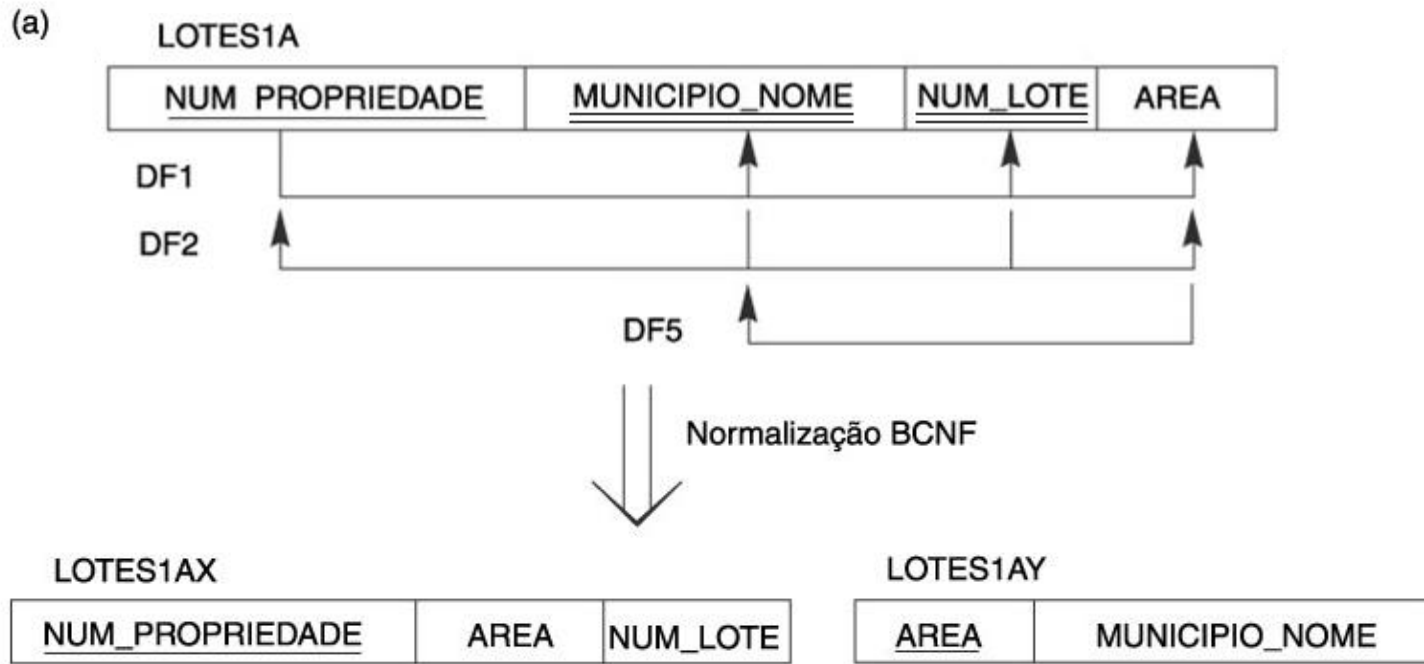 (a)
LOTES1A
NUM PROPRIEDADE MUNICIPIO_NOME NUM_LOTE AREA
DF1
DF2
DF5
Normalização BCNF
LOTES1AX LOTES1AY
NUM_PROPRIEDADE AREA NUM_LOTE AREA MUNICIPIO_NOME